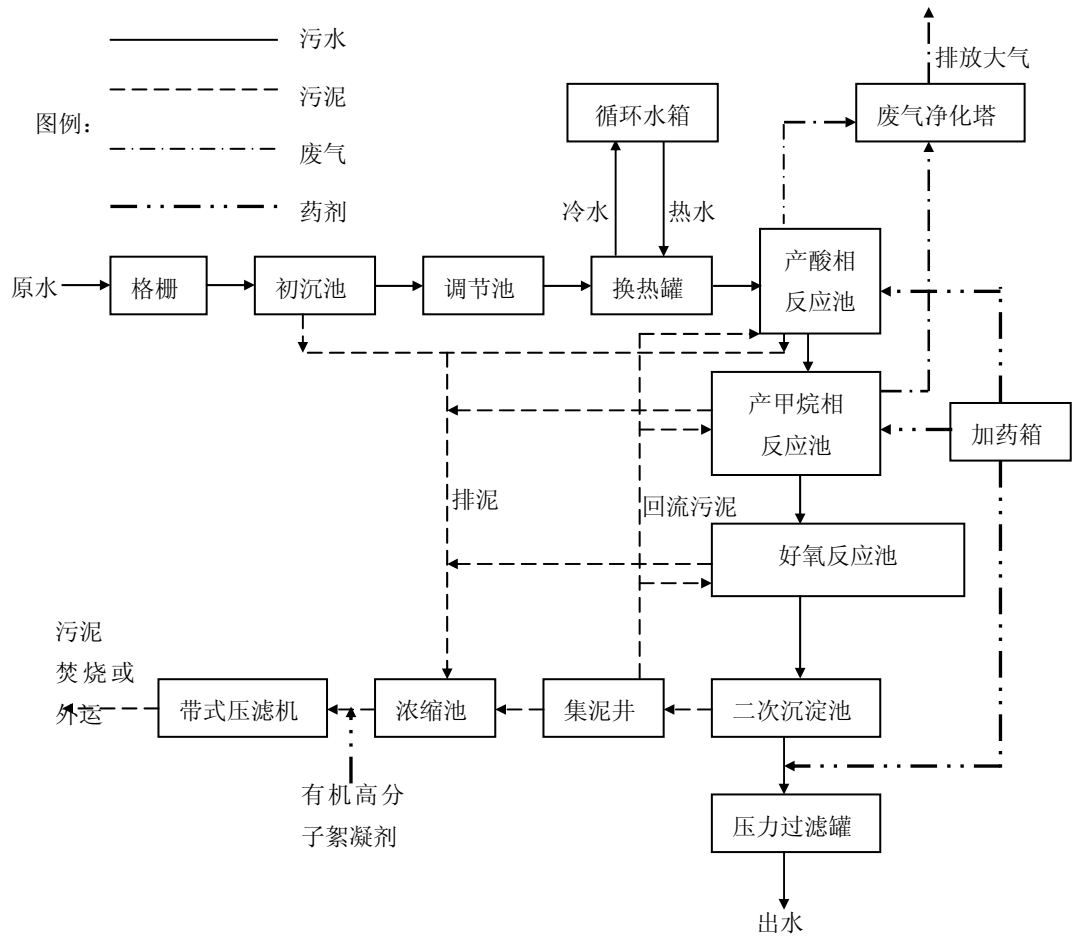 污水
污泥
图例：
废气
药剂
排放大气
循环水箱
废气净化塔
冷水
热水
原水
格栅
初沉池
调节池
换热罐
产酸相
反应池
产甲烷相
反应池
加药箱
排泥
回流污泥
好氧反应池
污泥
焚烧或
外运
带式压滤机
浓缩池
集泥井
二次沉淀池
有机高分
子絮凝剂
压力过滤罐
出水